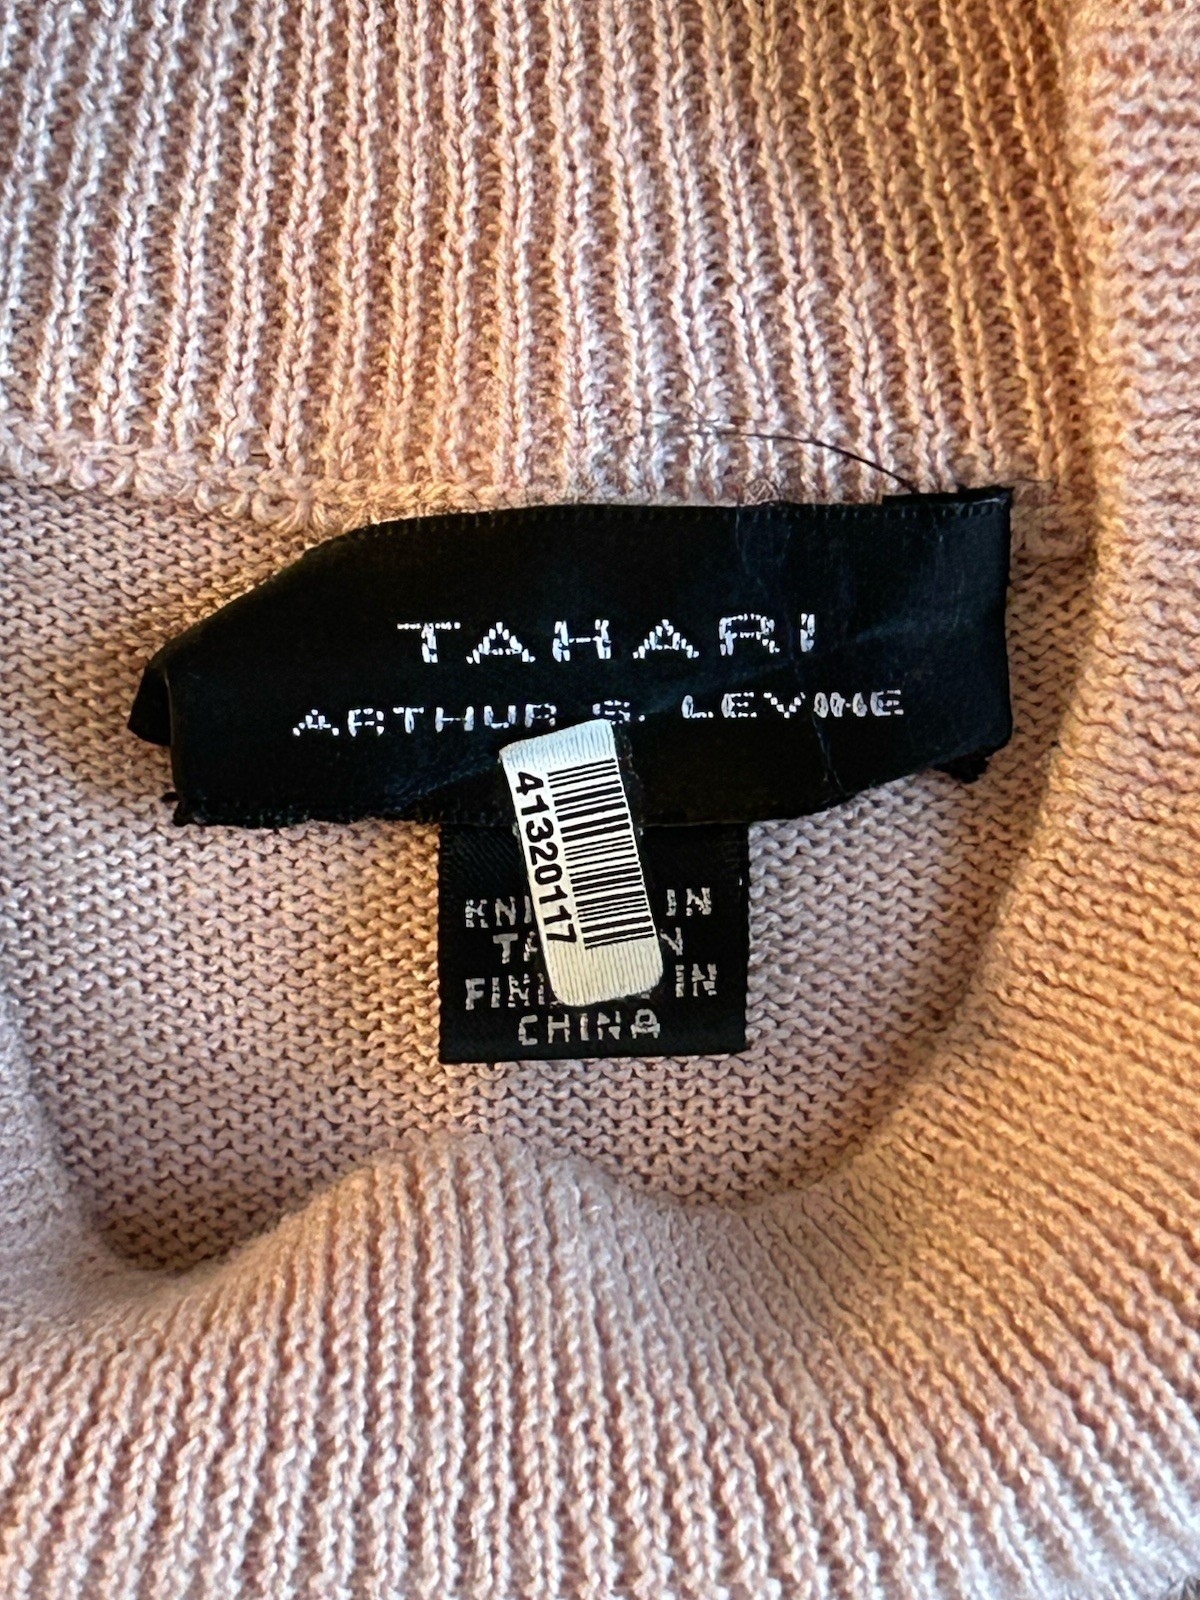 TAHARI
ARTHUR S. LEVINE
41320117
KNI IN
TA N
FINI IN
CHINA